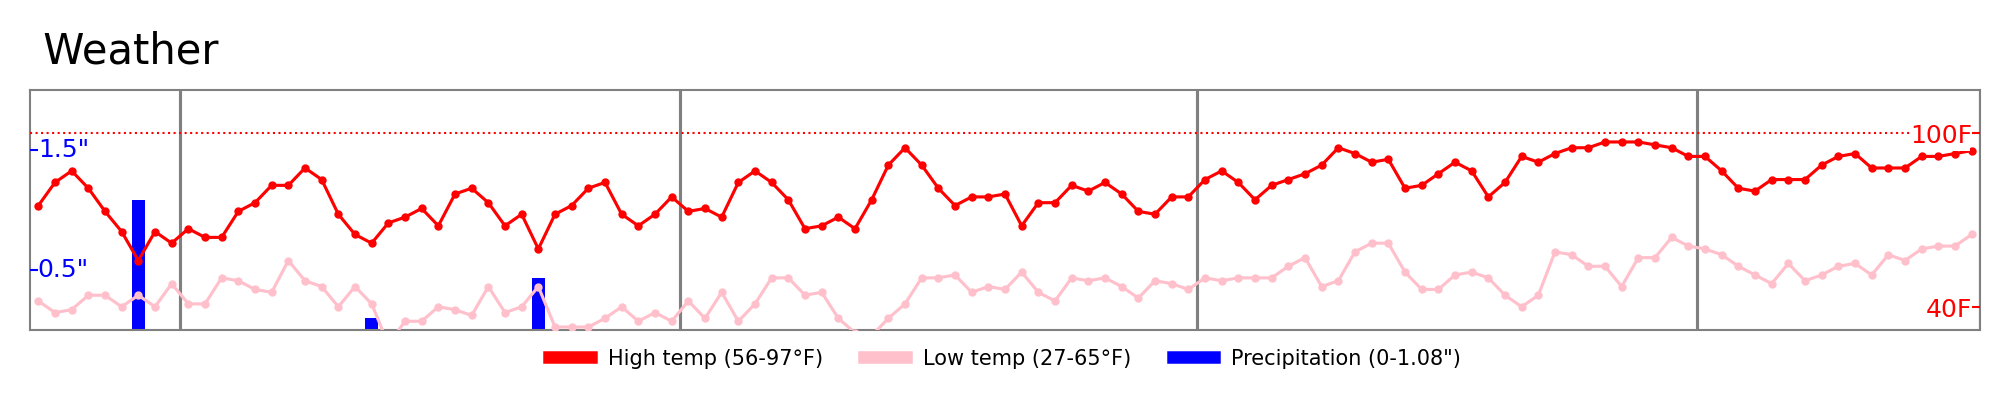 Weather
1.5"
100F
0.5"
40F
High temp (56-97°F) Low temp (27-65°F) Precipitation (0-1.08")